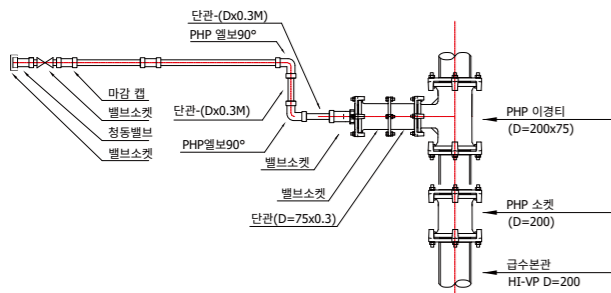 단관-(Dx0.3M)
PHP 엘보90°
마감 캡
밸브소켓
청동밸브
밸브소켓
단관-(Dx0.3M)
PHP엘보90°
밸브소켓
밸브소켓
단관(D=75x0.3)
PHP 이경티
(D=200x75)
PHP 소켓
(D=200)
급수본관
HI-VP D=200